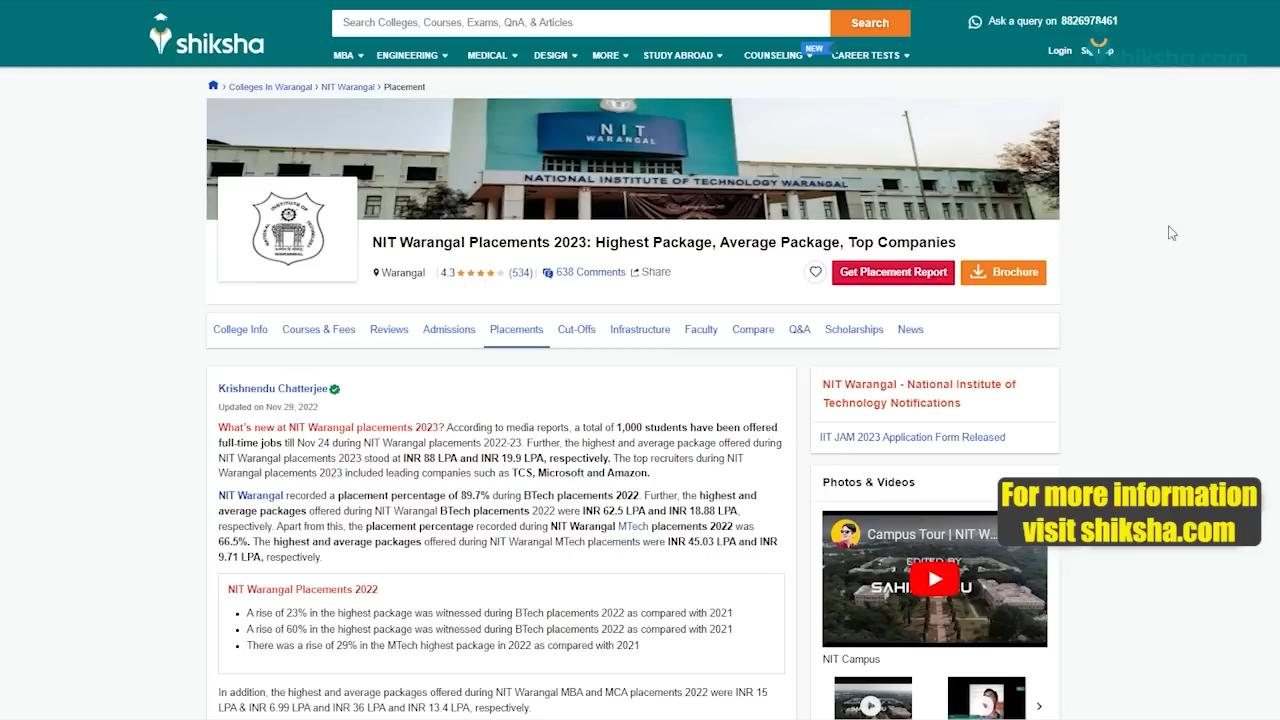 shiksha
Search Colleges, Courses, Exams, QnA, & Articles
Search
Ask a query on 8826978461
MBA
ENGINEERING
MEDICAL
DESIGN
MORE
STUDY ABROAD
COUNSELING
NEW
CAREER TESTS
Login
shiksha.com
Colleges In Warangal › NIT Warangal › Placement
NIT
WARANGAL
NATIONAL INSTITUTE OF TECHNOLOGY WARANGAL
NIT Warangal Placements 2023: Highest Package, Average Package, Top Companies
Warangal
4.3
(534)
638 Comments
Share
Get Placement Report
Brochure
College Info
Courses & Fees
Reviews
Admissions
Placements
Cut-Offs
Infrastructure
Faculty
Compare
Q&A
Scholarships
News
Krishnendu Chatterjee
Updated on Nov 29, 2022
What's new at NIT Warangal placements 2023? According to media reports, a total of 1,000 students have been offered
full-time jobs till Nov 24 during NIT Warangal placements 2022-23. Further, the highest and average package offered during
NIT Warangal placements 2023 stood at INR 88 LPA and INR 19.9 LPA, respectively. The top recruiters during NIT
Warangal placements 2023 included leading companies such as TCS, Microsoft and Amazon.
NIT Warangal recorded a placement percentage of 89.7% during BTech placements 2022. Further, the highest and
average packages offered during NIT Warangal BTech placements 2022 were INR 62.5 LPA and INR 18.88 LPA,
respectively. Apart from this, the placement percentage recorded during NIT Warangal MTech placements 2022 was
66.5%. The highest and average packages offered during NIT Warangal MTech placements were INR 45.03 LPA and INR
9.71 LPA, respectively.
NIT Warangal Placements 2022
A rise of 23% in the highest package was witnessed during BTech placements 2022 as compared with 2021
A rise of 60% in the highest package was witnessed during BTech placements 2022 as compared with 2021
There was a rise of 29% in the MTech highest package in 2022 as compared with 2021
In addition, the highest and average packages offered during NIT Warangal MBA and MCA placements 2022 were INR 15
LPA & INR 6.99 LPA and INR 36 LPA and INR 13.4 LPA, respectively.
NIT Warangal - National Institute of
Technology Notifications
IIT JAM 2023 Application Form Released
Photos & Videos
For more information
visit shiksha.com
Campus Tour | NIT W...
EDITED BY
NIT Campus